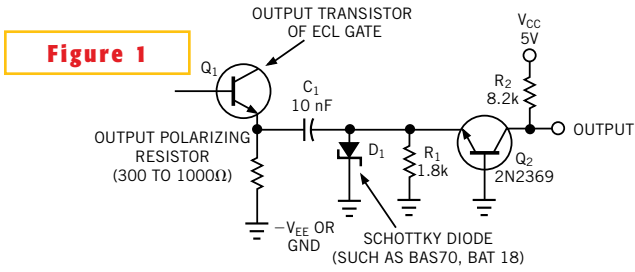 Figure 1
OUTPUT TRANSISTOR
OF ECL GATE
Q1
C1
10 nF
VCC
5V
R2
8.2k
OUTPUT
OUTPUT POLARIZING
RESISTOR
(300 TO 1000Ω)
D1
R1
1.8k
Q2
2N2369
−VEE OR
GND
SCHOTTKY DIODE
(SUCH AS BAS70, BAT 18)